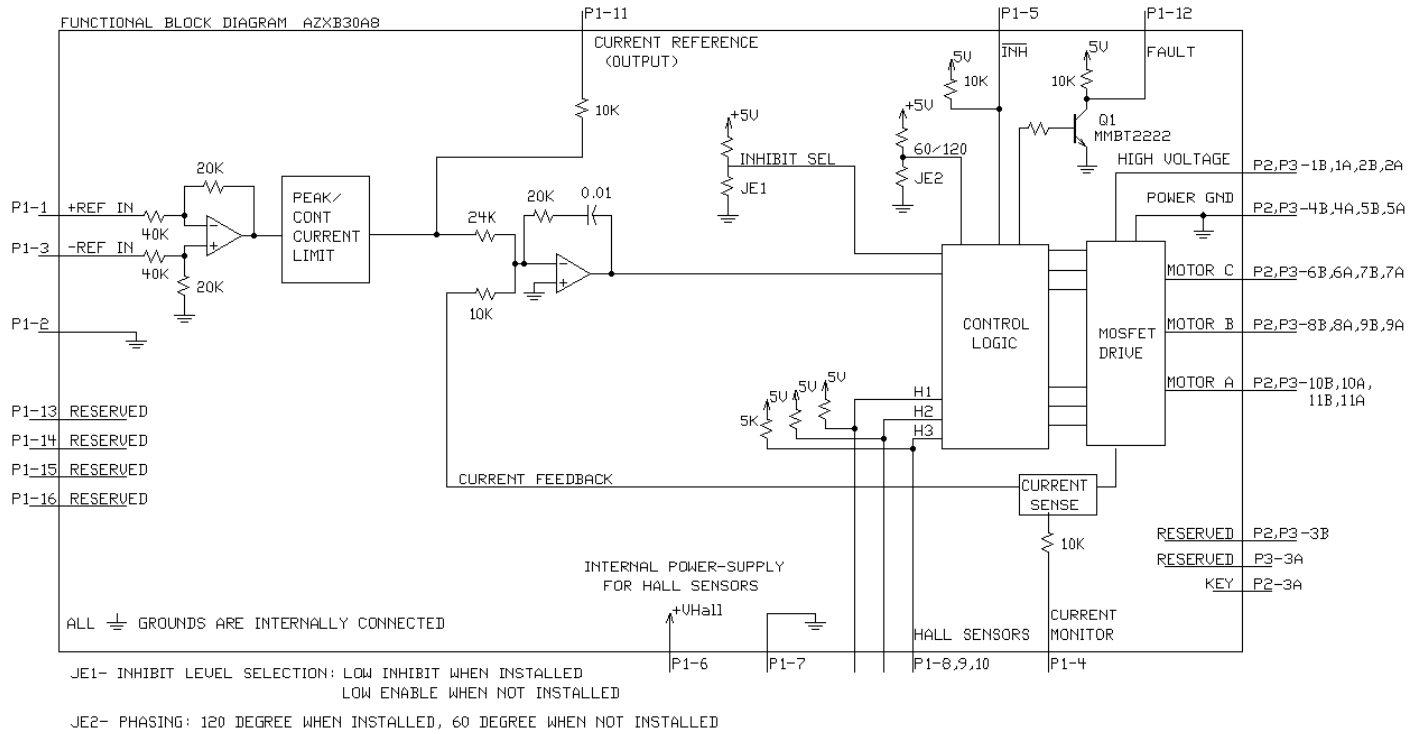 FUNCTIONAL BLOCK DIAGRAM AZXB30A8
P1-11
P1-5
P1-12
CURRENT REFERENCE
(OUTPUT)
INH
FAULT
5V
10K
5V
10K
10K
+5V
+5V
Q1
MMBT2222
INHIBIT SEL
60/120
JE1
JE2
HIGH VOLTAGE
P2,P3-1B,1A,2B,2A
20K
P1-1
+REF IN
40K
PEAK/
CONT
CURRENT
LIMIT
24K
20K
0.01
POWER GND
P2,P3-4B,4A,5B,5A
P1-3
-REF IN
40K
20K
10K
MOTOR C
P2,P3-6B,6A,7B,7A
P1-2
CONTROL
LOGIC
MOSFET
DRIVE
MOTOR B
P2,P3-8B,8A,9B,9A
MOTOR A
P2,P3-10B,10A,
11B,11A
5V
5V
5V
5K
H1
H2
H3
P1-13 RESERVED
P1-14 RESERVED
P1-15 RESERVED
P1-16 RESERVED
CURRENT FEEDBACK
CURRENT
SENSE
10K
RESERVED P2,P3-3B
RESERVED P3-3A
KEY P2-3A
INTERNAL POWER-SUPPLY
FOR HALL SENSORS
+VHall
ALL GROUNDS ARE INTERNALLY CONNECTED
HALL SENSORS
CURRENT
MONITOR
P1-6
P1-7
P1-8,9,10
P1-4
JE1- INHIBIT LEVEL SELECTION: LOW INHIBIT WHEN INSTALLED
LOW ENABLE WHEN NOT INSTALLED
JE2- PHASING: 120 DEGREE WHEN INSTALLED, 60 DEGREE WHEN NOT INSTALLED